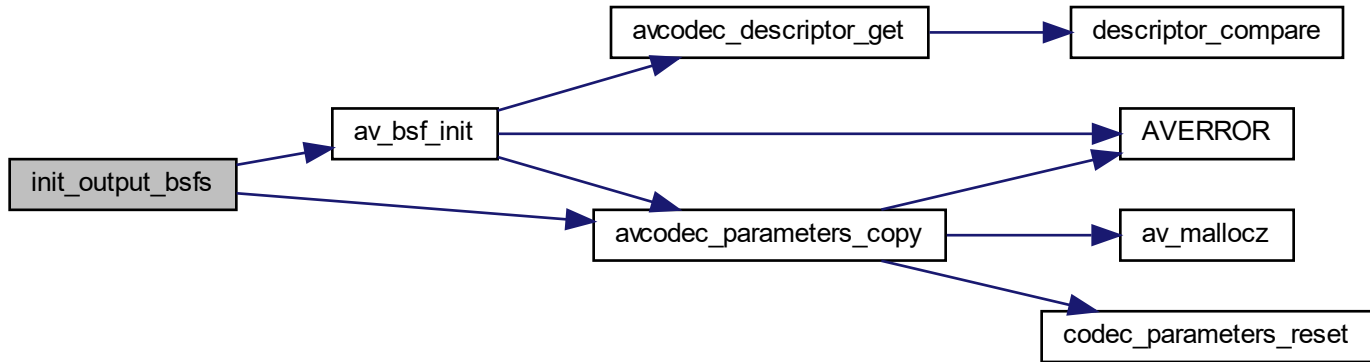 avcodec_descriptor_get
descriptor_compare
av_bsf_init
AVERROR
init_output_bsfs
avcodec_parameters_copy
av_mallocz
codec_parameters_reset